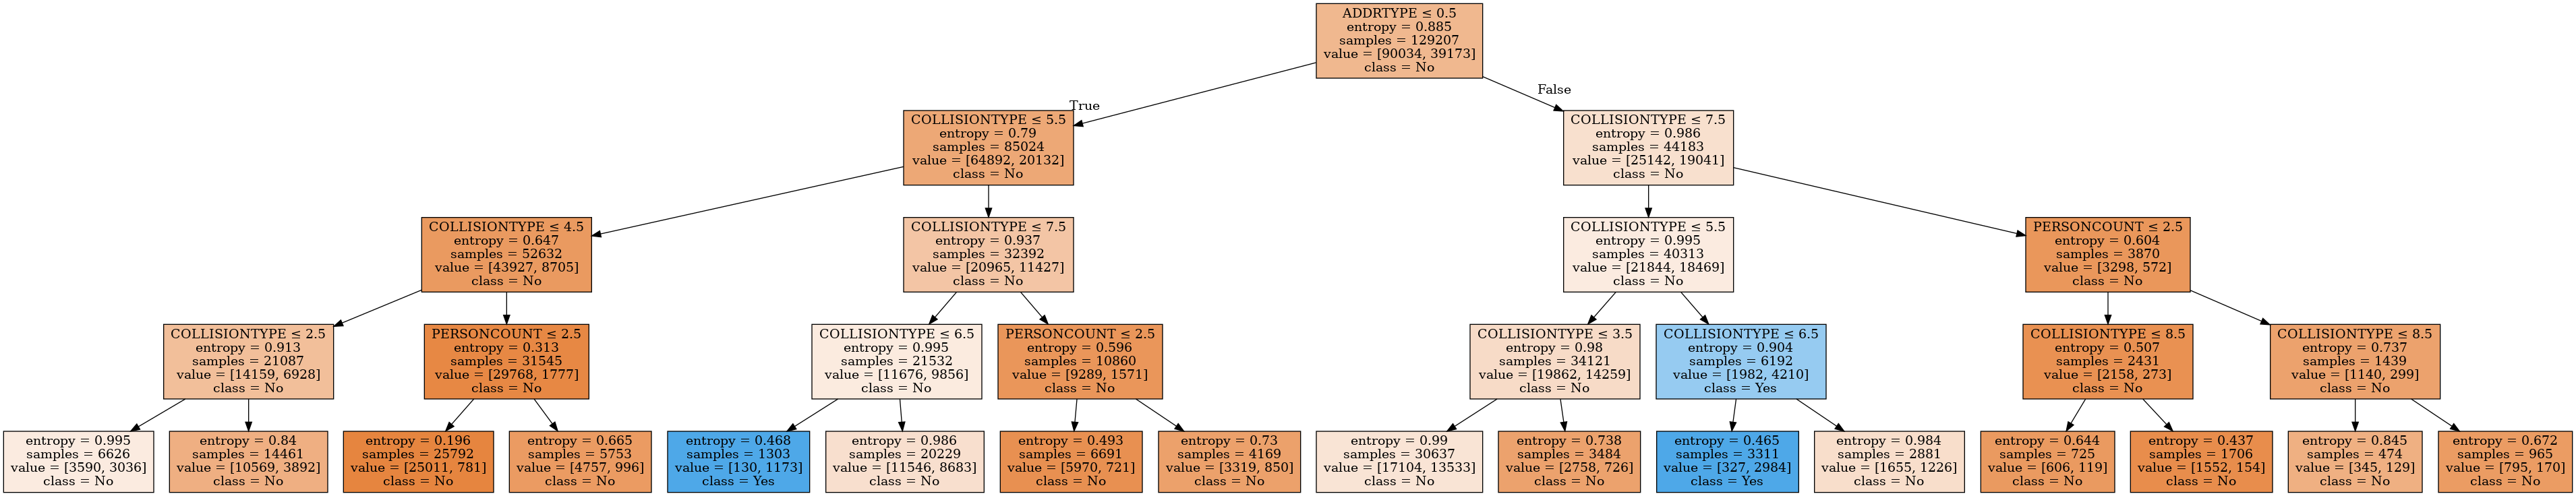 ADDRTYPE ≤ 0.5
entropy = 0.885
samples = 129207
value = [90034, 39173]
class = No
True
False
COLLISIONTYPE ≤ 5.5
entropy = 0.79
samples = 85024
value = [64892, 20132]
class = No
COLLISIONTYPE ≤ 7.5
entropy = 0.986
samples = 44183
value = [25142, 19041]
class = No
COLLISIONTYPE ≤ 4.5
entropy = 0.647
samples = 52632
value = [43927, 8705]
class = No
COLLISIONTYPE ≤ 7.5
entropy = 0.937
samples = 32392
value = [20965, 11427]
class = No
COLLISIONTYPE ≤ 5.5
entropy = 0.995
samples = 40313
value = [21844, 18469]
class = No
PERSONCOUNT ≤ 2.5
entropy = 0.604
samples = 3870
value = [3298, 572]
class = No
COLLISIONTYPE ≤ 2.5
entropy = 0.913
samples = 21087
value = [14159, 6928]
class = No
PERSONCOUNT ≤ 2.5
entropy = 0.313
samples = 31545
value = [29768, 1777]
class = No
COLLISIONTYPE ≤ 6.5
entropy = 0.995
samples = 21532
value = [11676, 9856]
class = No
PERSONCOUNT ≤ 2.5
entropy = 0.596
samples = 10860
value = [9289, 1571]
class = No
COLLISIONTYPE ≤ 3.5
entropy = 0.98
samples = 34121
value = [19862, 14259]
class = No
COLLISIONTYPE ≤ 6.5
entropy = 0.904
samples = 6192
value = [1982, 4210]
class = Yes
COLLISIONTYPE ≤ 8.5
entropy = 0.507
samples = 2431
value = [2158, 273]
class = No
COLLISIONTYPE ≤ 8.5
entropy = 0.737
samples = 1439
value = [1140, 299]
class = No
entropy = 0.995
samples = 6626
value = [3590, 3036]
class = No
entropy = 0.84
samples = 14461
value = [10569, 3892]
class = No
entropy = 0.196
samples = 25792
value = [25011, 781]
class = No
entropy = 0.665
samples = 5753
value = [4757, 996]
class = No
entropy = 0.468
samples = 1303
value = [130, 1173]
class = Yes
entropy = 0.986
samples = 20229
value = [11546, 8683]
class = No
entropy = 0.493
samples = 6691
value = [5970, 721]
class = No
entropy = 0.73
samples = 4169
value = [3319, 850]
class = No
entropy = 0.99
samples = 30637
value = [17104, 13533]
class = No
entropy = 0.738
samples = 3484
value = [2758, 726]
class = No
entropy = 0.465
samples = 3311
value = [327, 2984]
class = Yes
entropy = 0.984
samples = 2881
value = [1655, 1226]
class = No
entropy = 0.644
samples = 725
value = [606, 119]
class = No
entropy = 0.437
samples = 1706
value = [1552, 154]
class = No
entropy = 0.845
samples = 474
value = [345, 129]
class = No
entropy = 0.672
samples = 965
value = [795, 170]
class = No